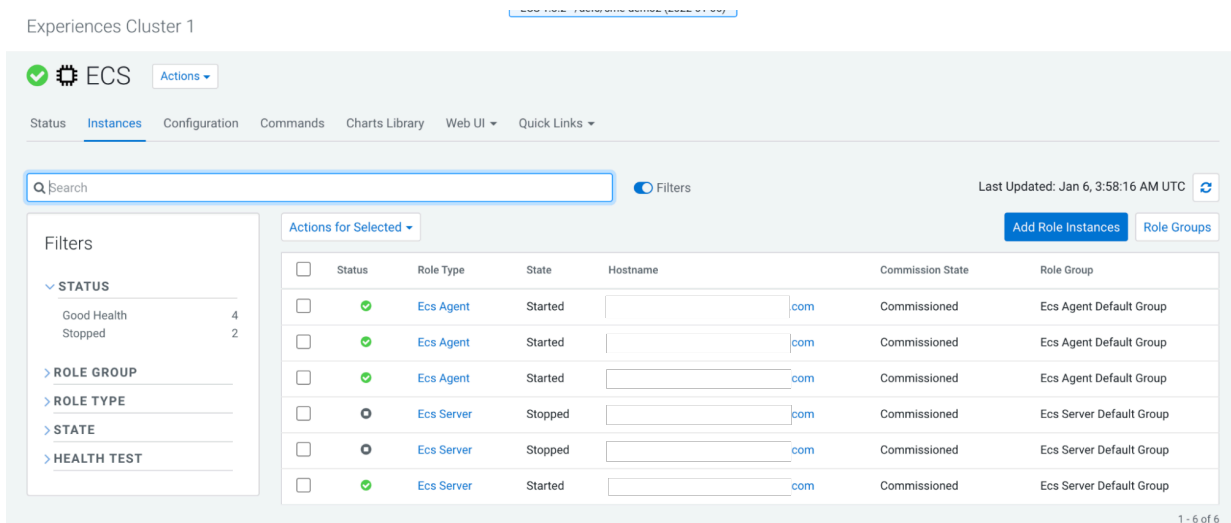 Experiences Cluster 1
ECS
Actions
Status Instances Configuration Commands Charts Library Web UI Quick Links
Search
Filters
Last Updated: Jan 6, 3:58:16 AM UTC
Filters
STATUS
Good Health 4
Stopped 2
ROLE GROUP
ROLE TYPE
STATE
HEALTH TEST
Actions for Selected
Add Role Instances
Role Groups
Status Role Type State Hostname Commission State Role Group
Ecs Agent Started .com Commissioned Ecs Agent Default Group
Ecs Agent Started com Commissioned Ecs Agent Default Group
Ecs Agent Started com Commissioned Ecs Agent Default Group
Ecs Server Stopped com Commissioned Ecs Server Default Group
Ecs Server Stopped .com Commissioned Ecs Server Default Group
Ecs Server Started com Commissioned Ecs Server Default Group
1 - 6 of 6